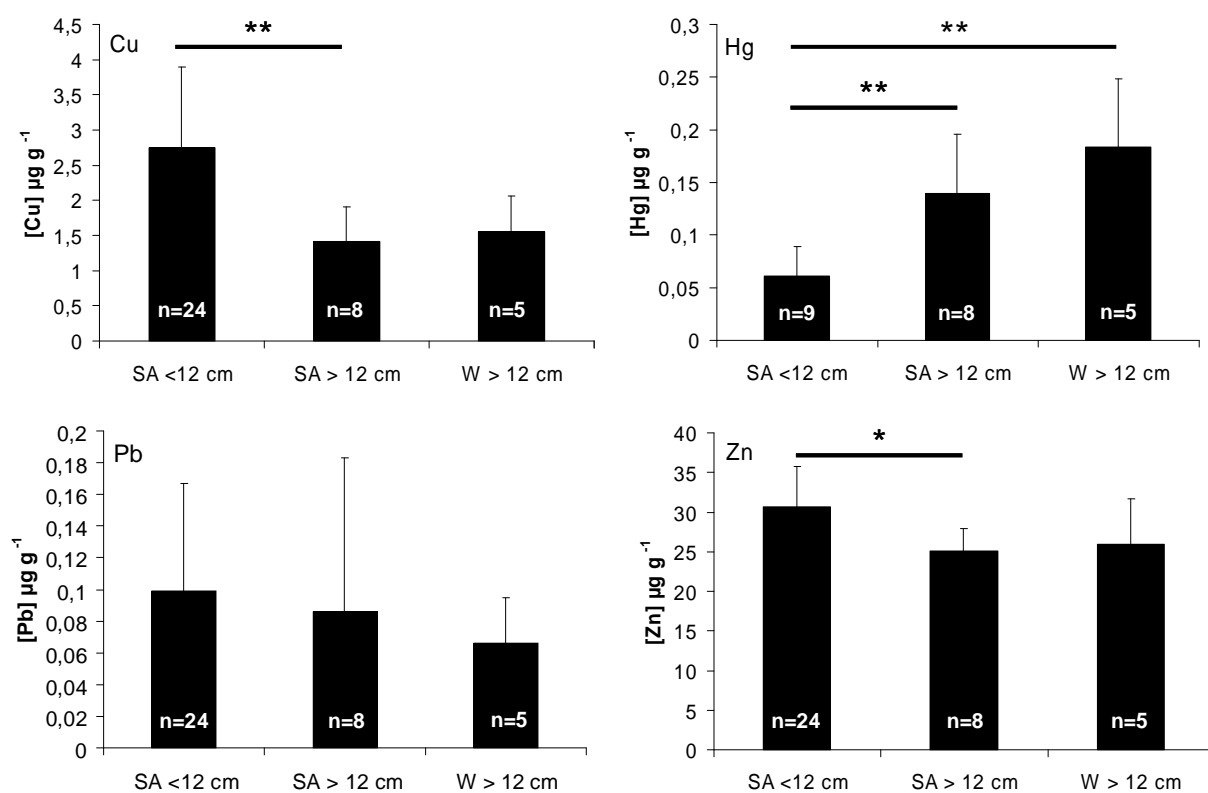 Cu
**
[Cu] µg g -1
4,5
4
3,5
3
2,5
2
1,5
1
0,5
0
n=24
n=8
n=5
SA <12 cm
SA > 12 cm
W > 12 cm
Hg
**
**
[Hg] µg g -1
0,3
0,25
0,2
0,15
0,1
0,05
0
n=9
n=8
n=5
SA <12 cm
SA > 12 cm
W > 12 cm
Pb
[Pb] µg g -1
0,2
0,18
0,16
0,14
0,12
0,1
0,08
0,06
0,04
0,02
0
n=24
n=8
n=5
SA <12 cm
SA > 12 cm
W > 12 cm
Zn
*
[Zn] µg g -1
40
35
30
25
20
15
10
5
0
n=24
n=8
n=5
SA <12 cm
SA > 12 cm
W > 12 cm